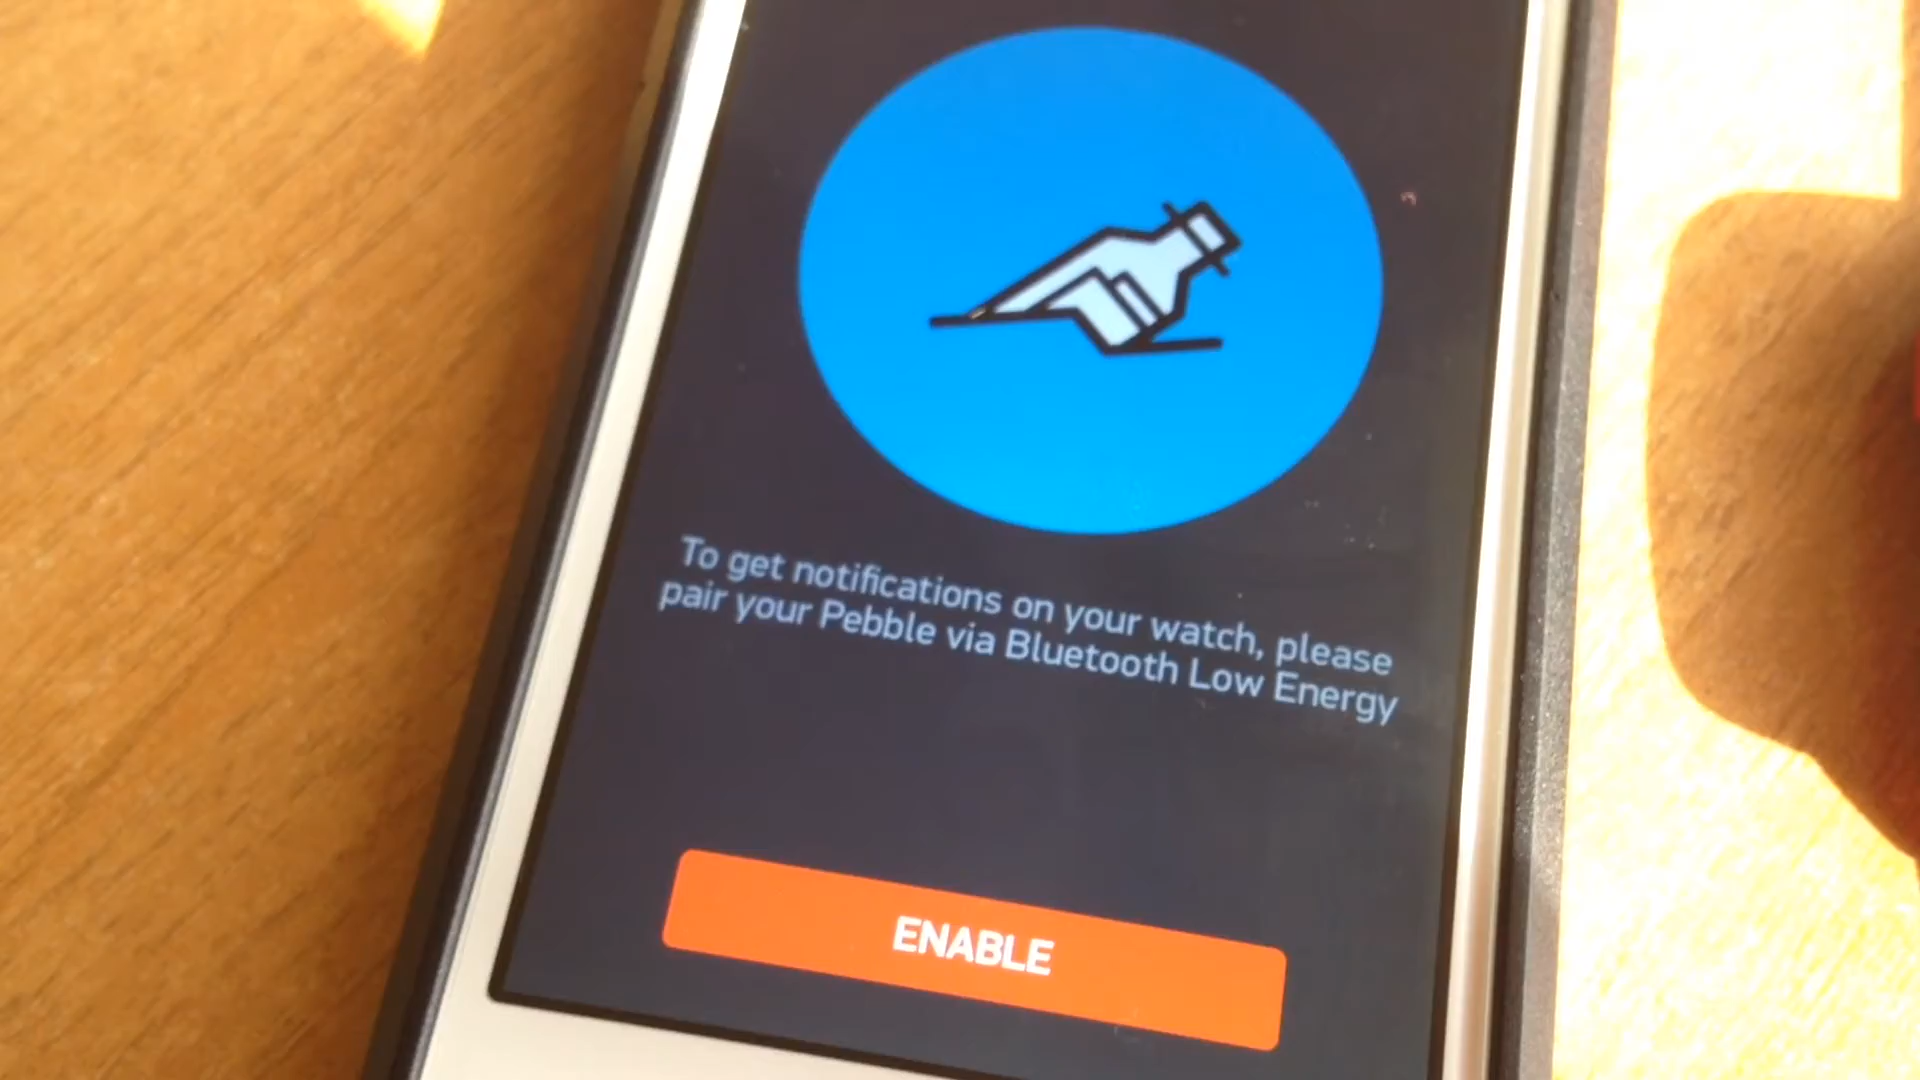 To get notifications on your watch, please
pair your Pebble via Bluetooth Low Energy
ENABLE